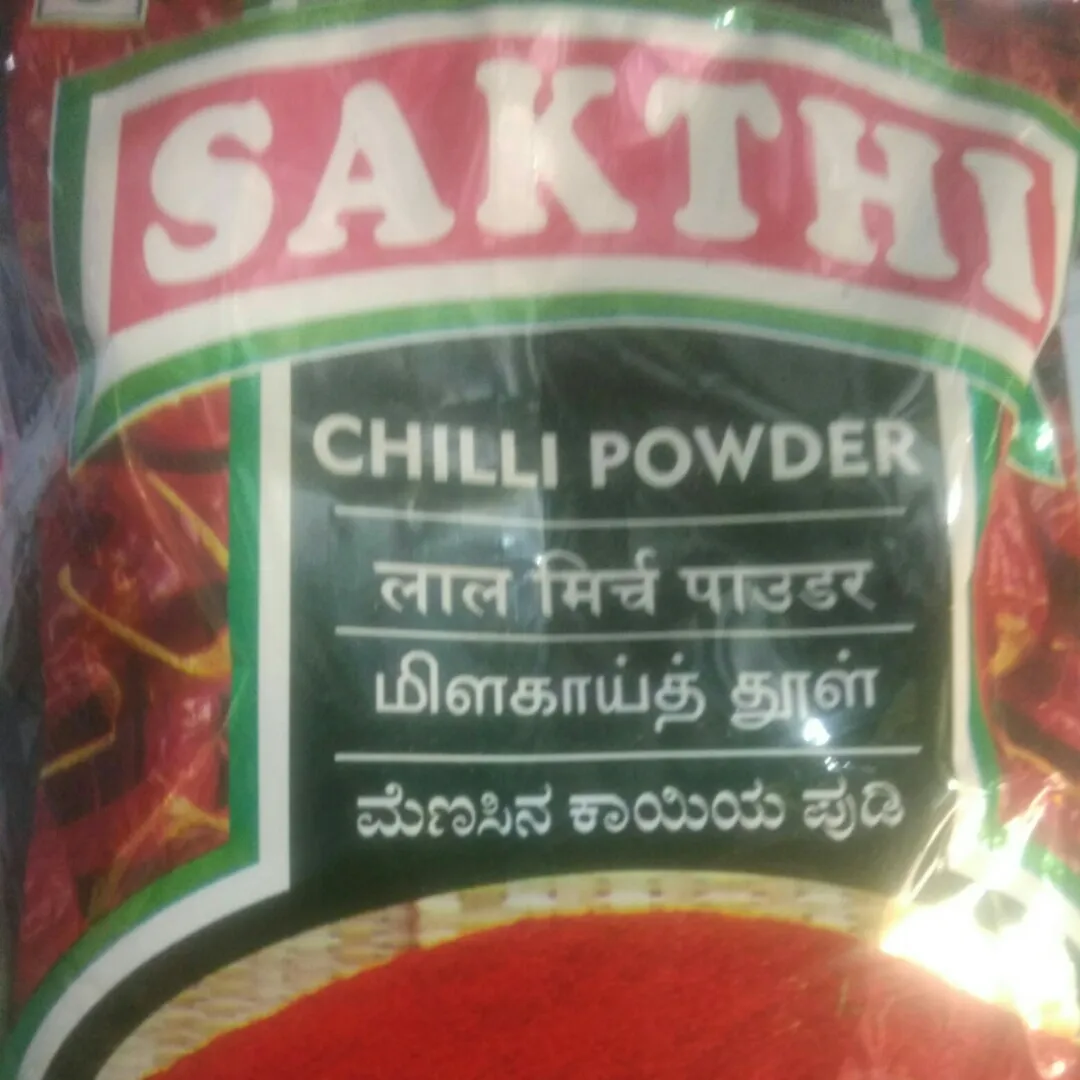 SAKTHI
CHILLI POWDER
लाल मिर्च पाउडर
மிளகாய்த் தூள்
ಮೆಣಸಿನ ಕಾಯಿಯ ಪುಡಿ